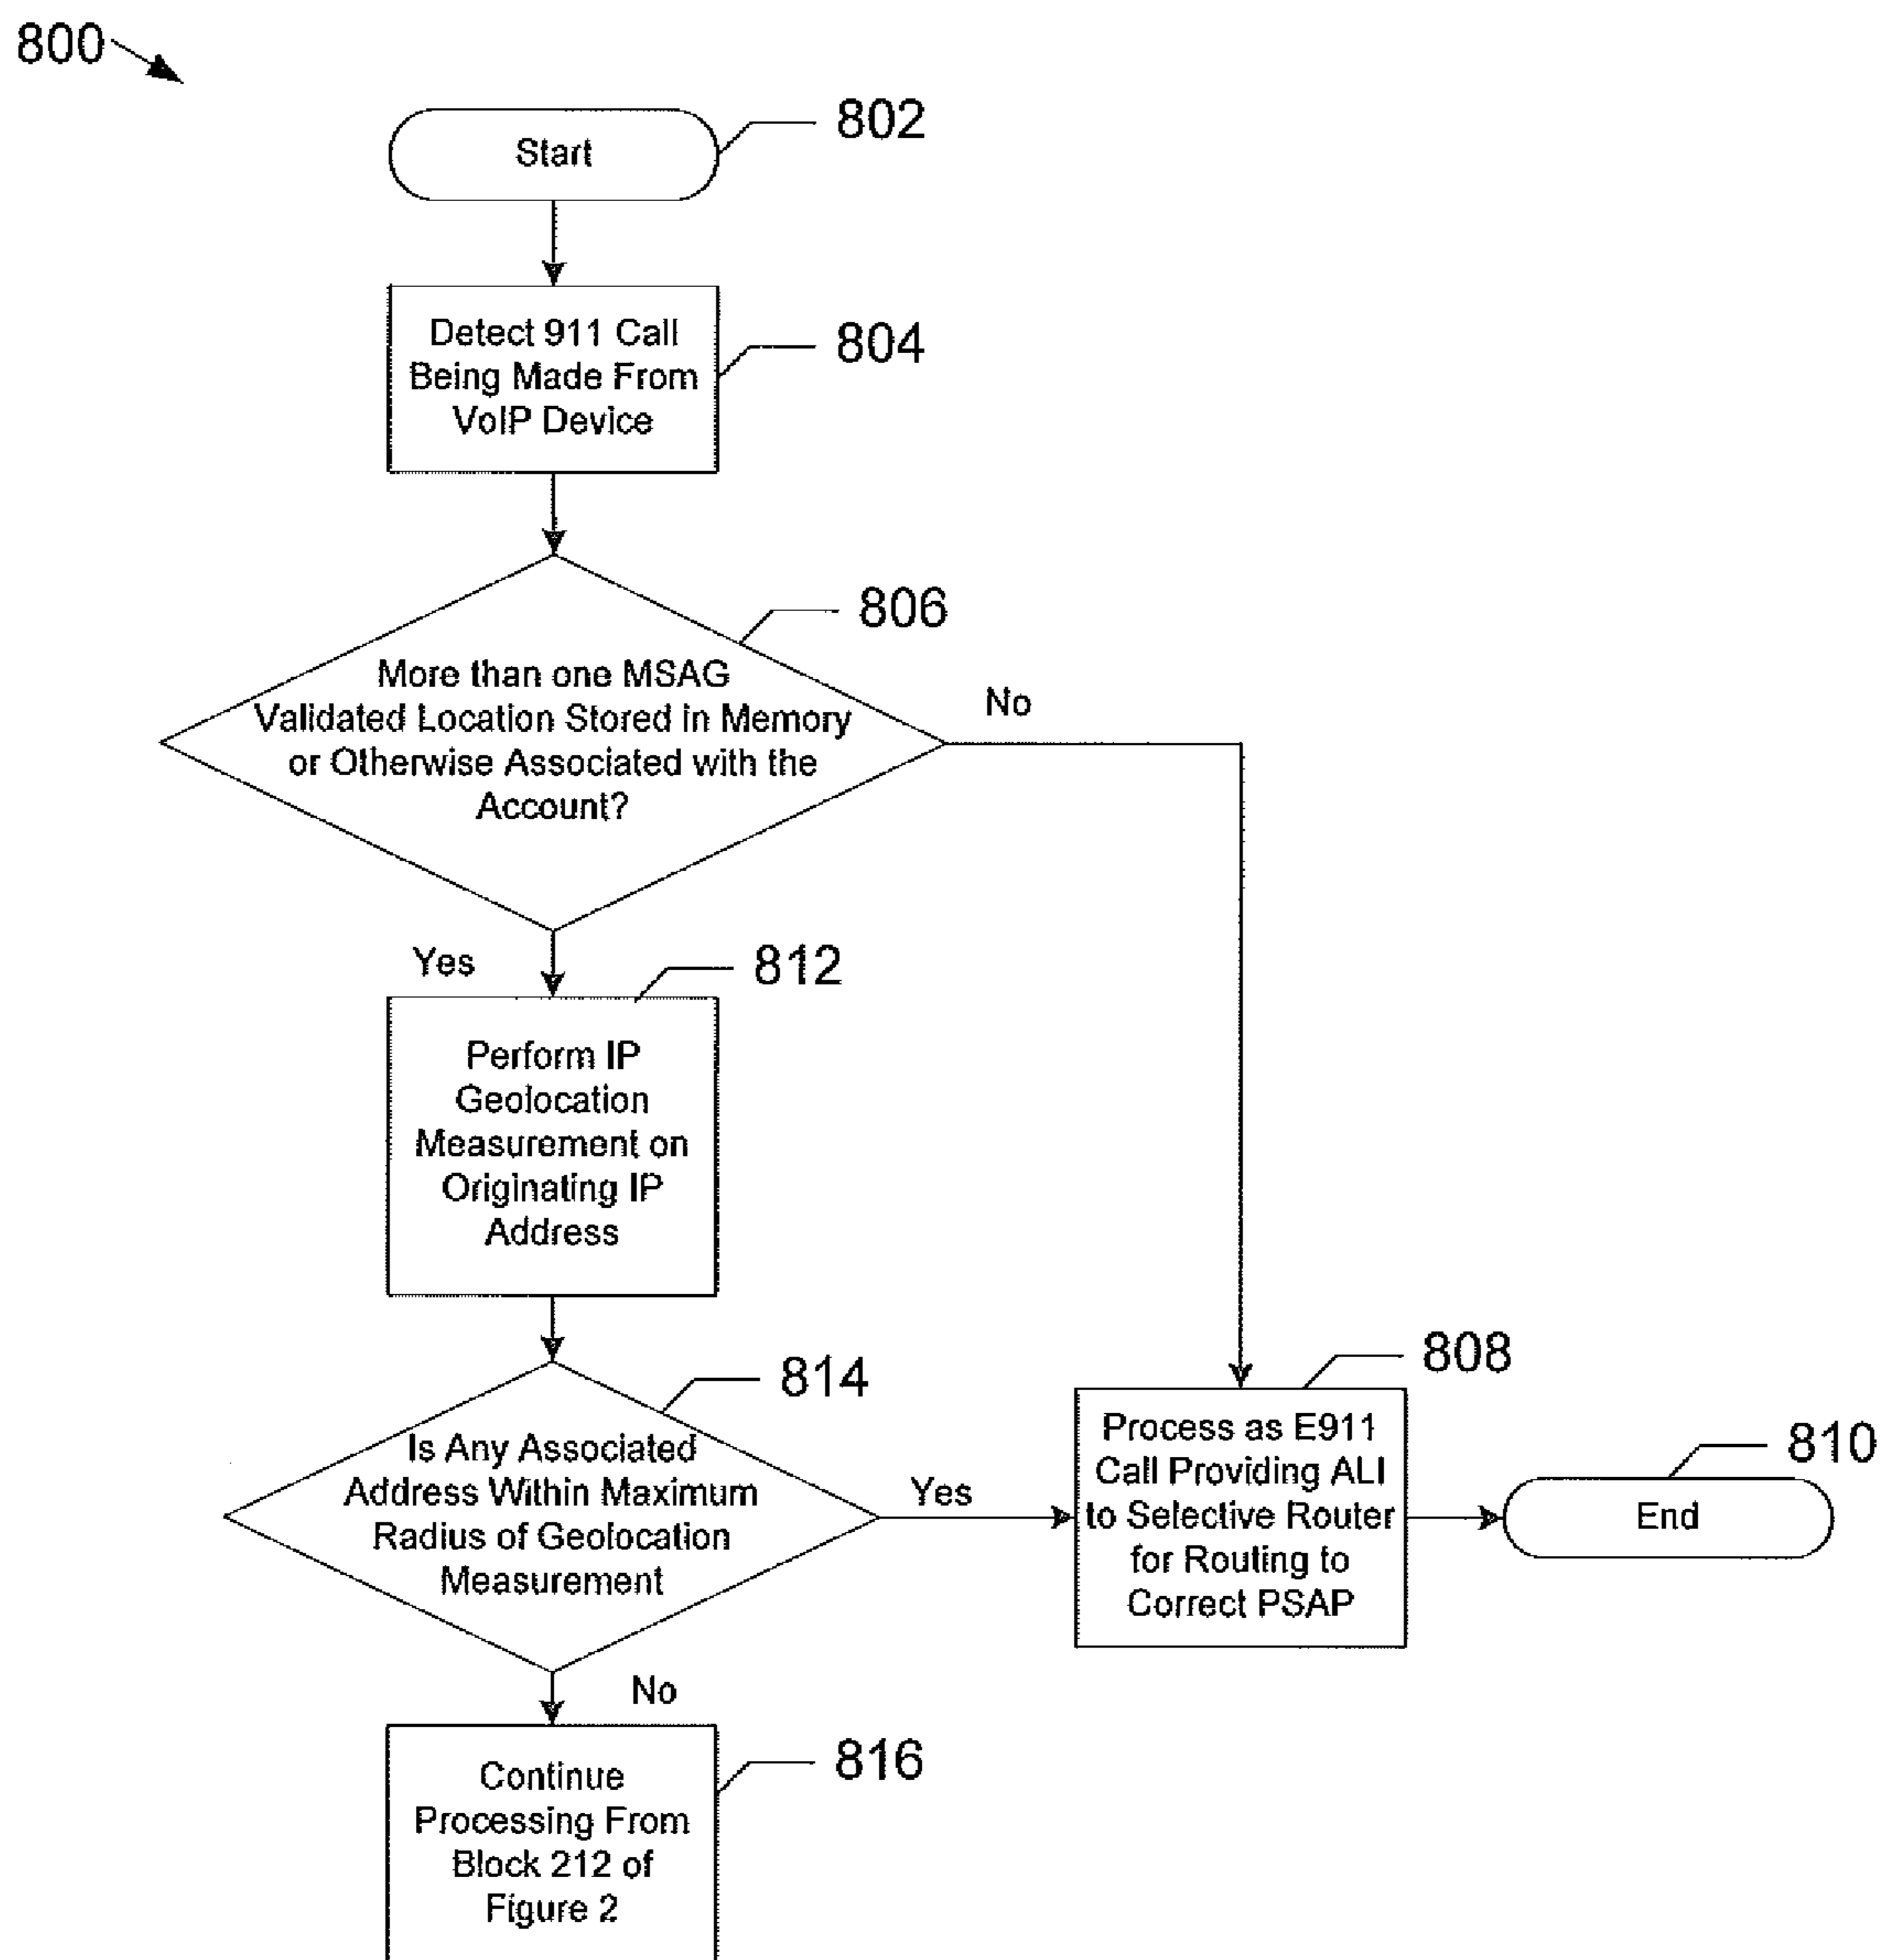 800
802
Start
Detect 911 Call
Being Made From
VoIP Device
804
806
More than one MSAG
Validated Location Stored in Memory
or Otherwise Associated with the
Account?
No
Yes
812
Perform IP
Geolocation
Measurement on
Originating IP
Address
814
Is Any Associated
Address Within Maximum
Radius of Geolocation
Measurement
Yes
808
Process as E911
Call Providing ALI
to Selective Router
for Routing to
Correct PSAP
810
End
No
816
Continue
Processing From
Block 212 of
Figure 2